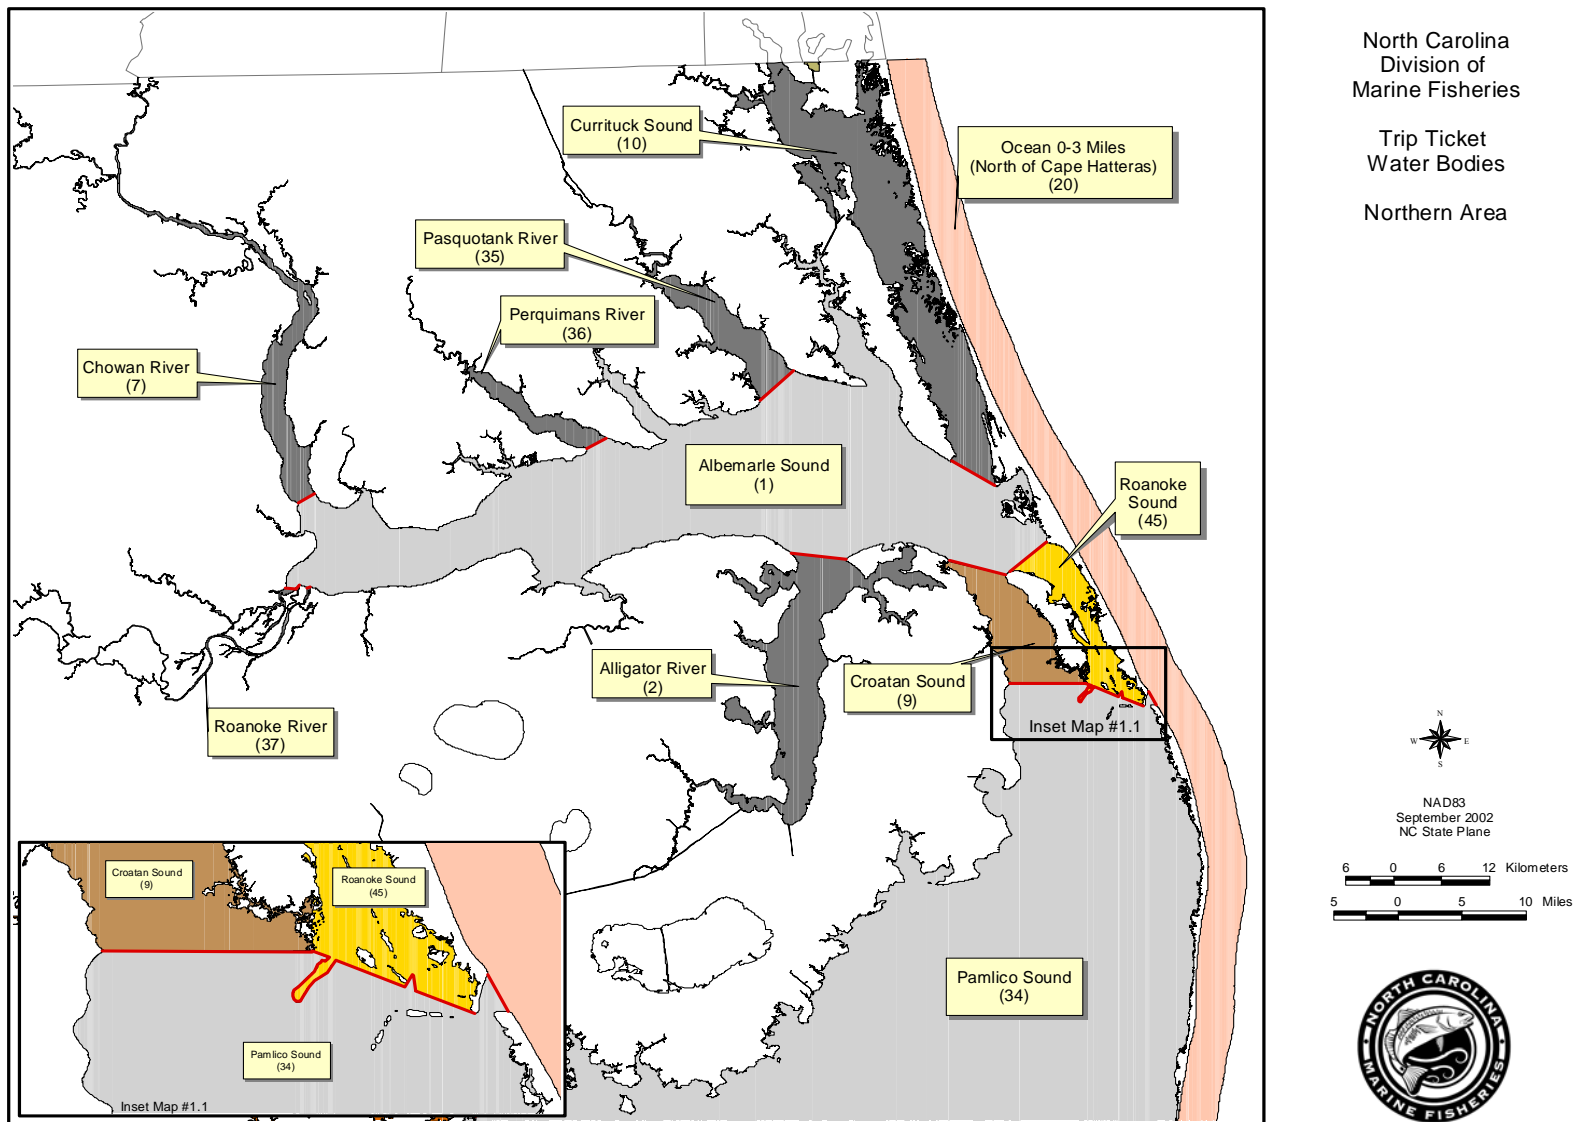 North Carolina
Division of
Marine Fisheries
Trip Ticket
Water Bodies
Northern Area
Currituck Sound
(10)
Ocean 0-3 Miles
(North of Cape Hatteras)
(20)
Pasquotank River
(35)
Perquimans River
(36)
Chowan River
(7)
Albemarle Sound
(1)
Roanoke
Sound
(45)
Alligator River
(2)
Croatan Sound
(9)
Roanoke River
(37)
Inset Map #1.1
Pamlico Sound
(34)
Croatan Sound
(9)
Roanoke Sound
(45)
Pamlico Sound
(34)
Inset Map #1.1
N
W E
S
NAD83
September 2002
NC State Plane
6 0 6 12 Kilometers
5 0 5 10 Miles
NORTH CAROLINA
MARINE FISHERIES